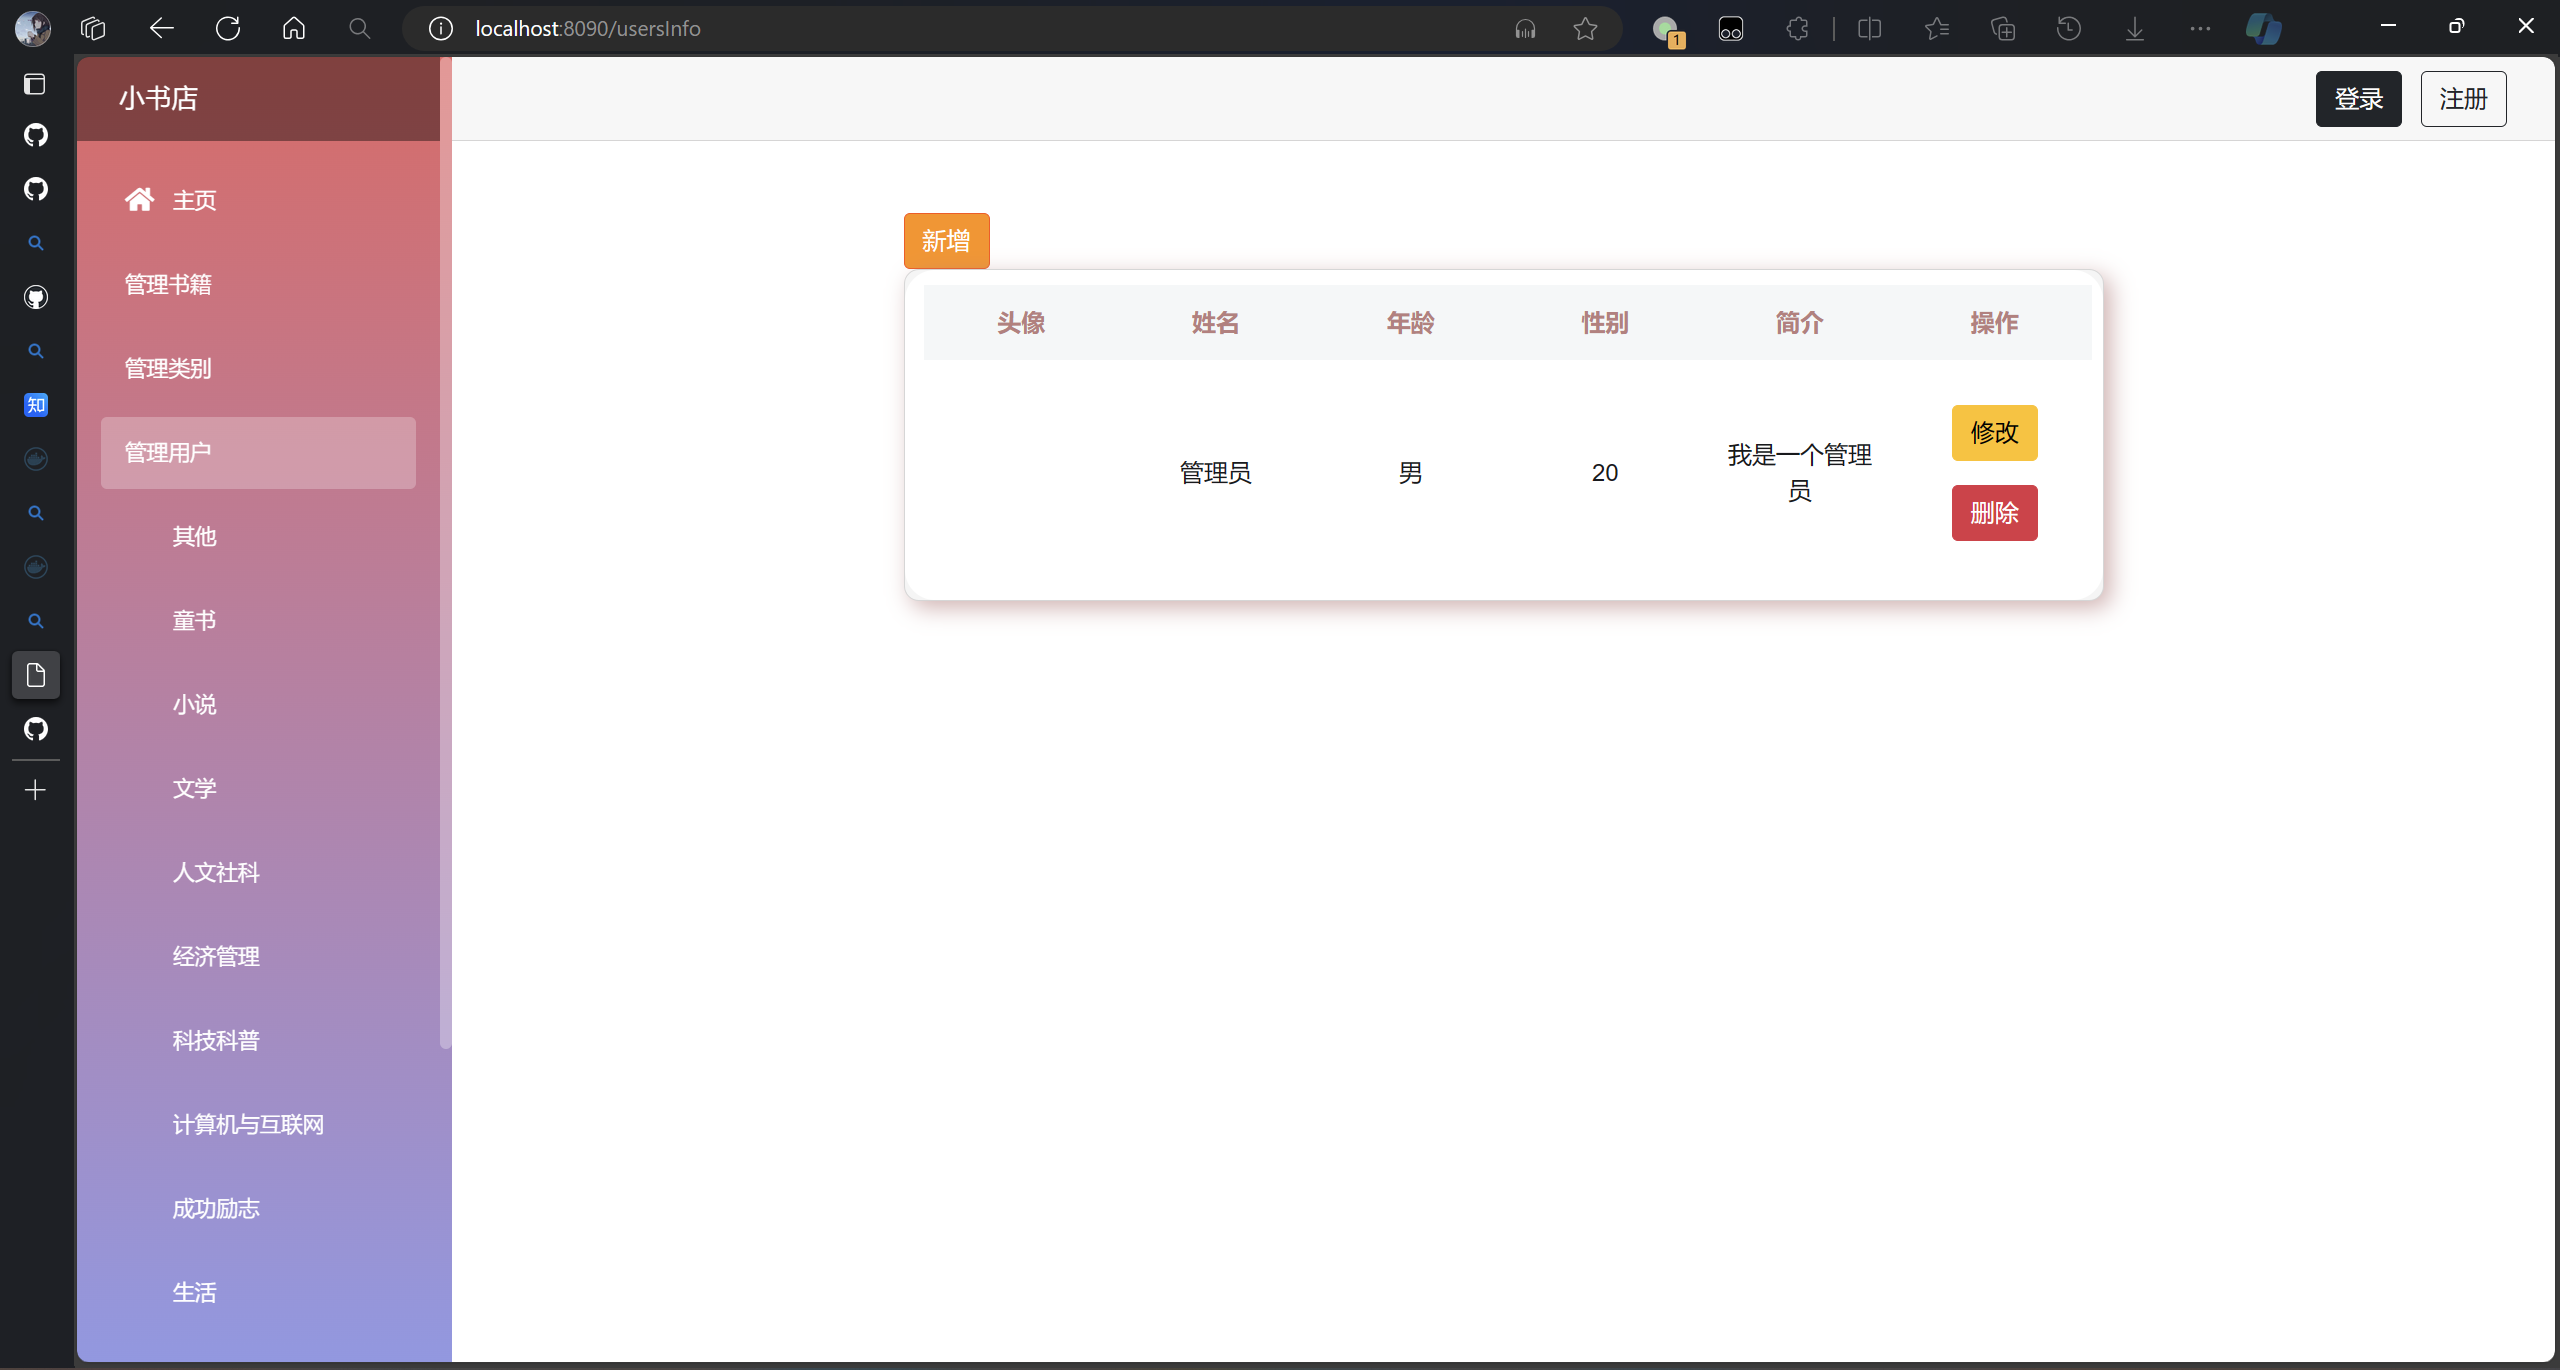 localhost:8090/usersInfo
1
知
小书店
登录
注册
主页
管理书籍
管理类别
管理用户
其他
童书
小说
文学
人文社科
经济管理
科技科普
计算机与互联网
成功励志
生活
新增
头像 姓名 年龄 性别 简介 操作
管理员 男 20 我是一个管理
员
修改
删除